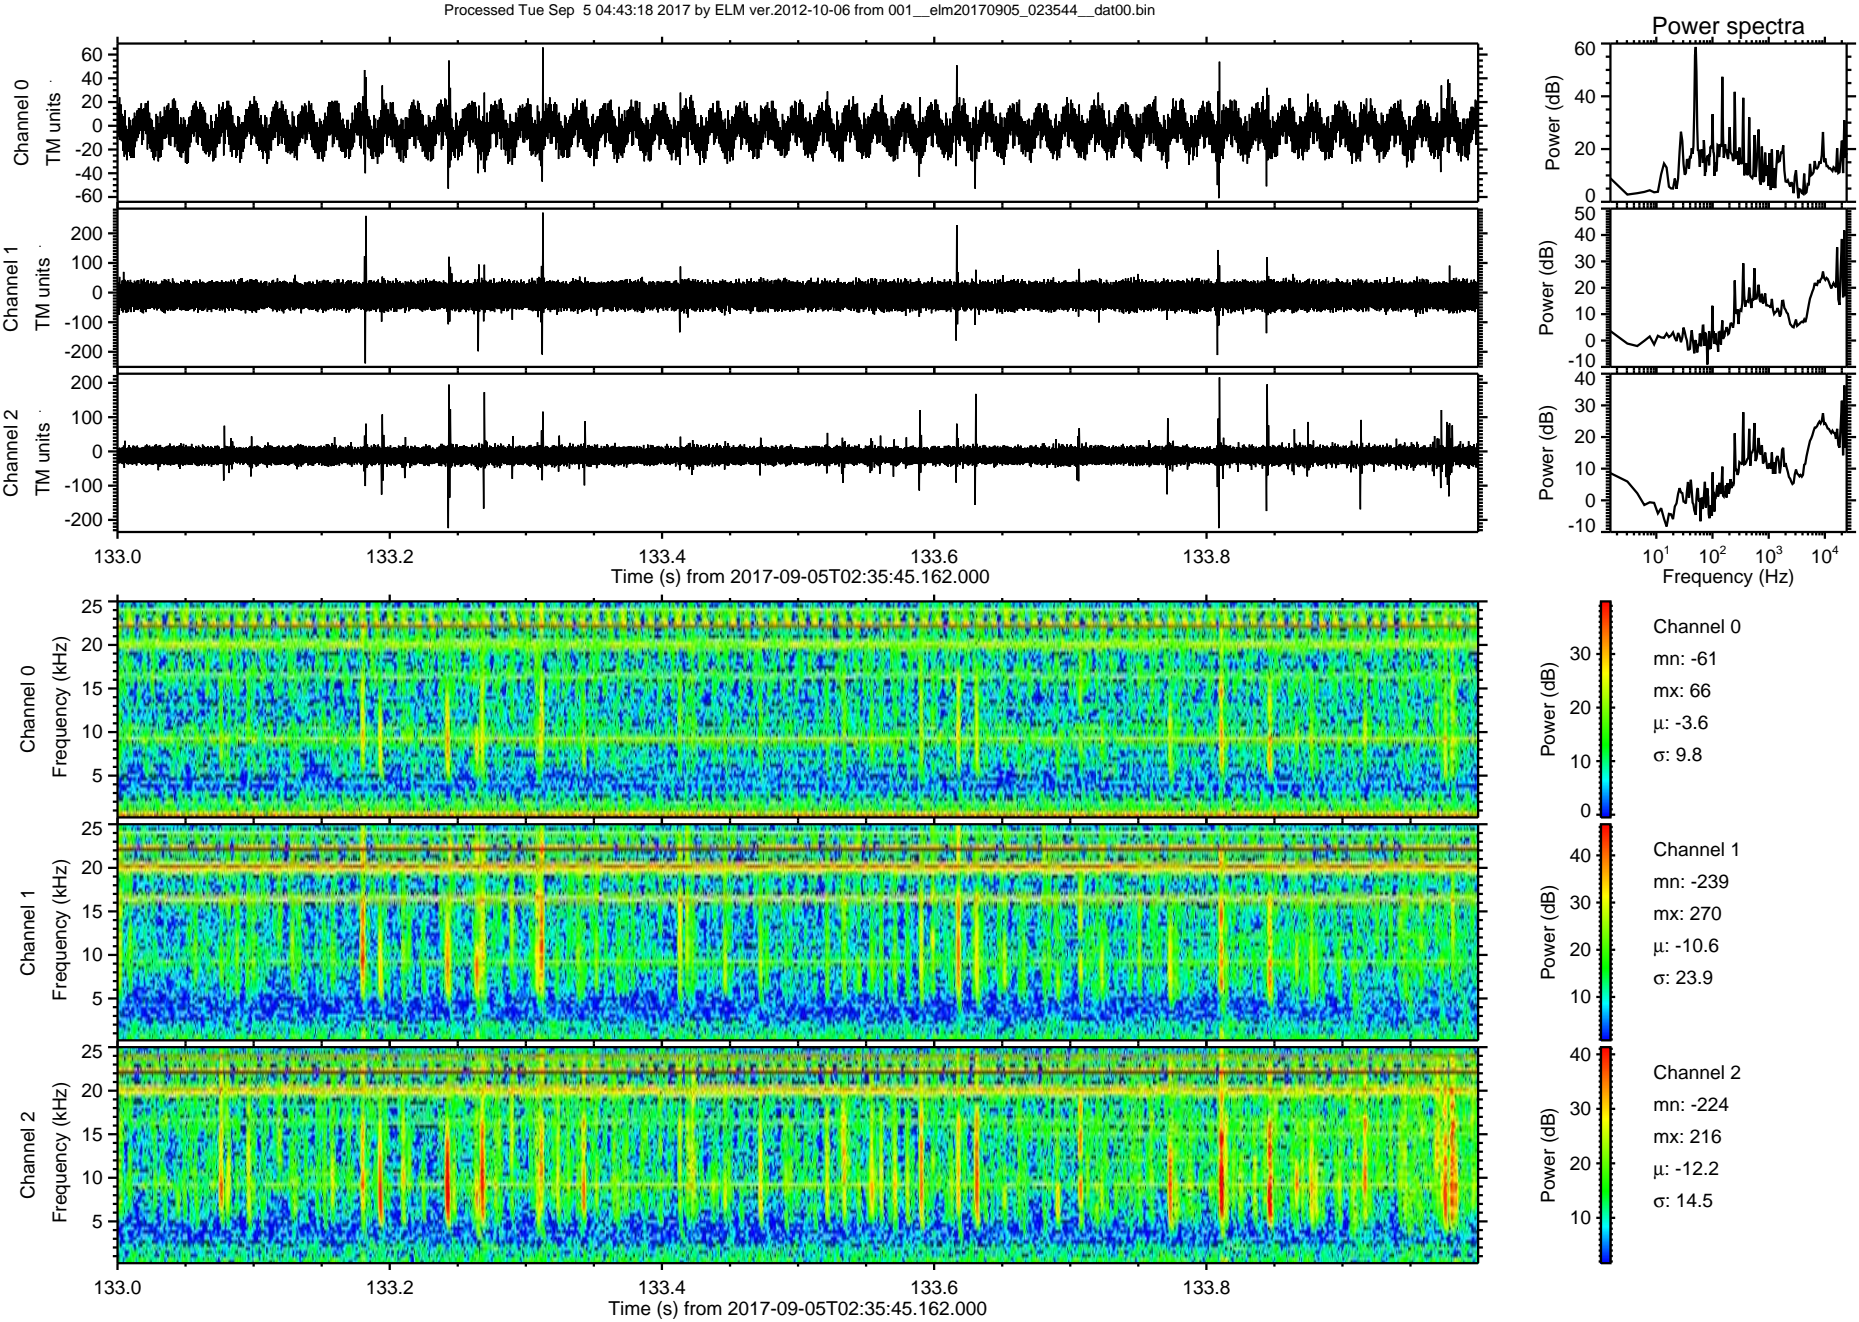 Processed Tue Sep  5 04:43:18 2017 by ELM ver.2012-10-06 from 001__elm20170905_023544__dat00.bin
Power spectra
Channel 0
TM units
60
40
20
0
-20
-40
-60
Power (dB)
60
40
20
0
Channel 1
TM units
200
100
0
-100
-200
Power (dB)
50
40
30
20
10
0
-10
Channel 2
TM units
200
100
0
-100
-200
Power (dB)
40
30
20
10
0
-10
133.0 133.2 133.4 133.6 133.8
Time (s) from 2017-09-05T02:35:45.162.000
10¹ 10² 10³ 10⁴
Frequency (Hz)
Channel 0
Frequency (kHz)
25
20
15
10
5
Power (dB)
30
20
10
0
Channel 0
mn: -61
mx: 66
μ: -3.6
σ: 9.8
Channel 1
Frequency (kHz)
25
20
15
10
5
Power (dB)
40
30
20
10
Channel 1
mn: -239
mx: 270
μ: -10.6
σ: 23.9
Channel 2
Frequency (kHz)
25
20
15
10
5
Power (dB)
40
30
20
10
Channel 2
mn: -224
mx: 216
μ: -12.2
σ: 14.5
133.0 133.2 133.4 133.6 133.8
Time (s) from 2017-09-05T02:35:45.162.000